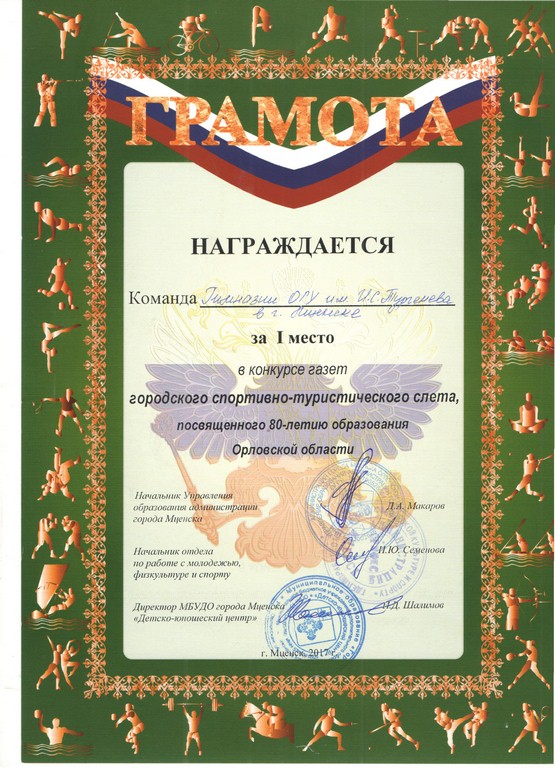 ГРАМОТА
НАГРАЖДАЕТСЯ
Команда Гимназии ОГУ им. И.С.Тургенева
в г. Мценске
за I место
в конкурсе газет
городского спортивно-туристического слета,
посвященного 80-летию образования
Орловской области
Начальник Управления
образования администрации
города Мценска
Д.А. Макаров
Начальник отдела
по работе с молодежью,
физкультуре и спорту
И.Ю. Семенова
Директор МБУДО города Мценска
«Детско-юношеский центр»
Шалимов
г. Мценск, 2017 г.